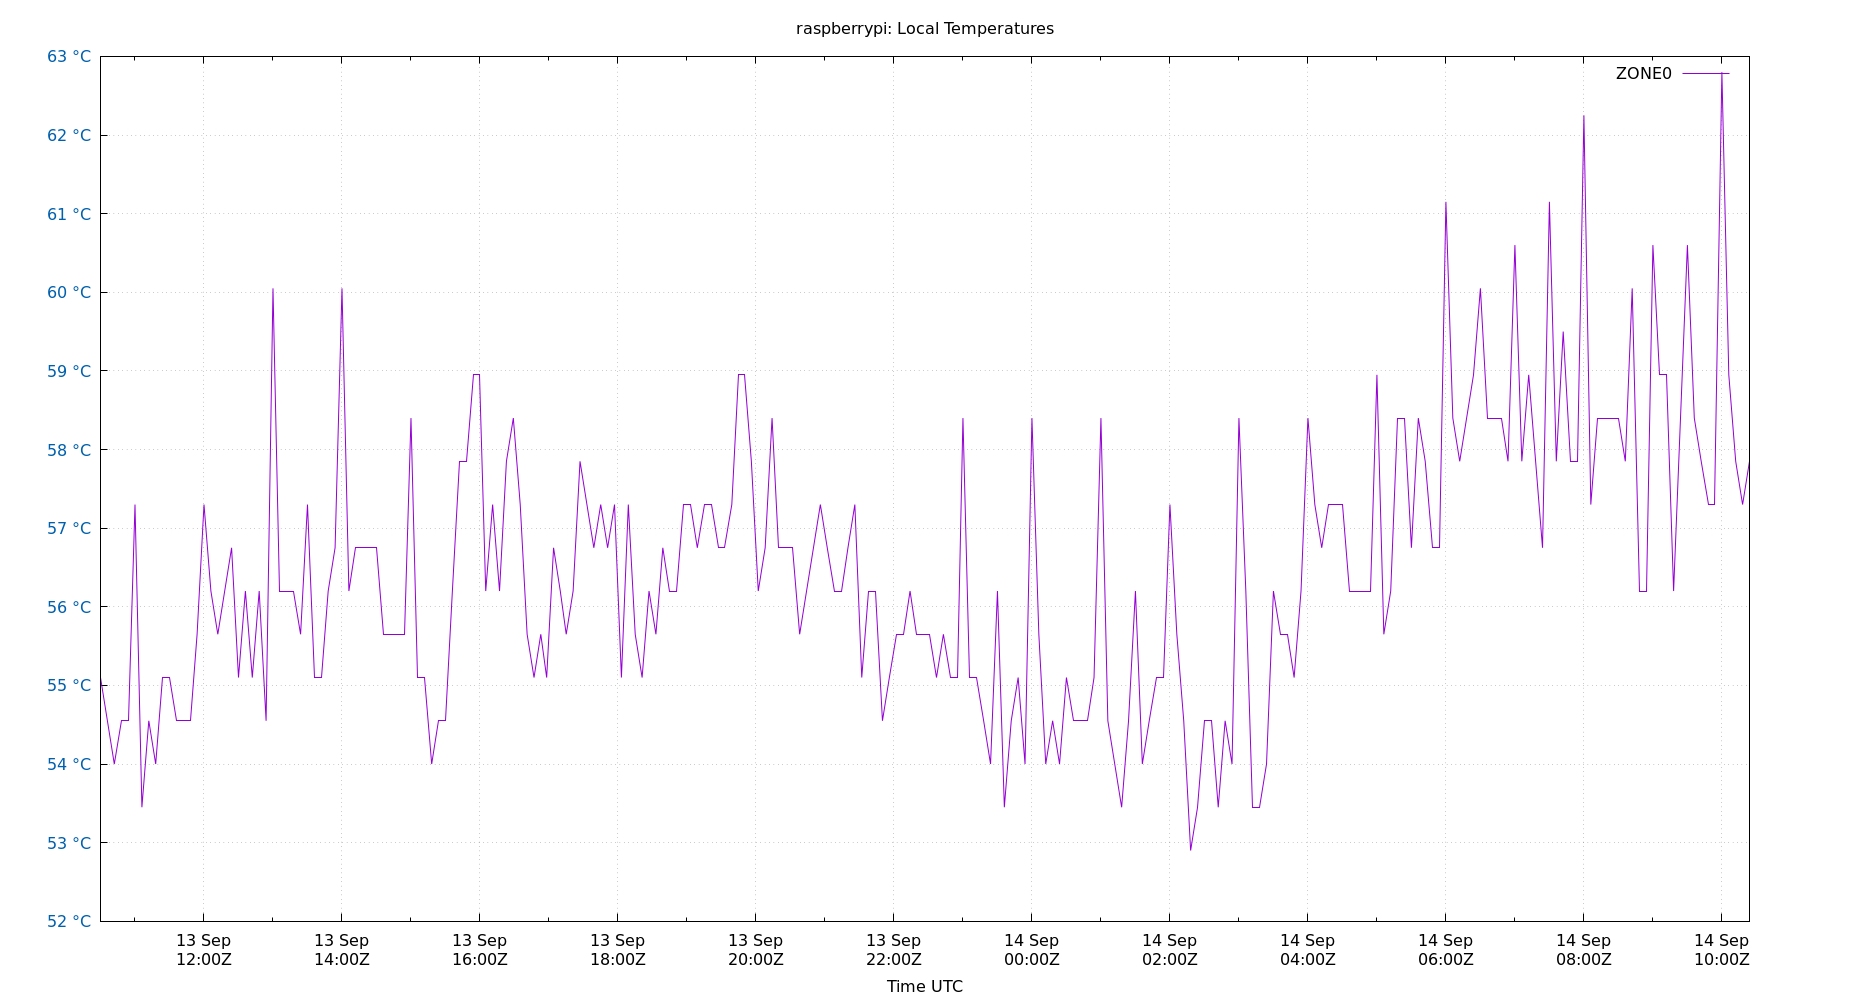 raspberrypi: Local Temperatures
63 °C
ZONE0
62 °C
61 °C
60 °C
59 °C
58 °C
57 °C
56 °C
55 °C
54 °C
53 °C
52 °C
13 Sep 13 Sep 13 Sep 13 Sep 13 Sep 13 Sep 14 Sep 14 Sep 14 Sep 14 Sep 14 Sep 14 Sep
12:00Z 14:00Z 16:00Z 18:00Z 20:00Z 22:00Z 00:00Z 02:00Z 04:00Z 06:00Z 08:00Z 10:00Z
Time UTC